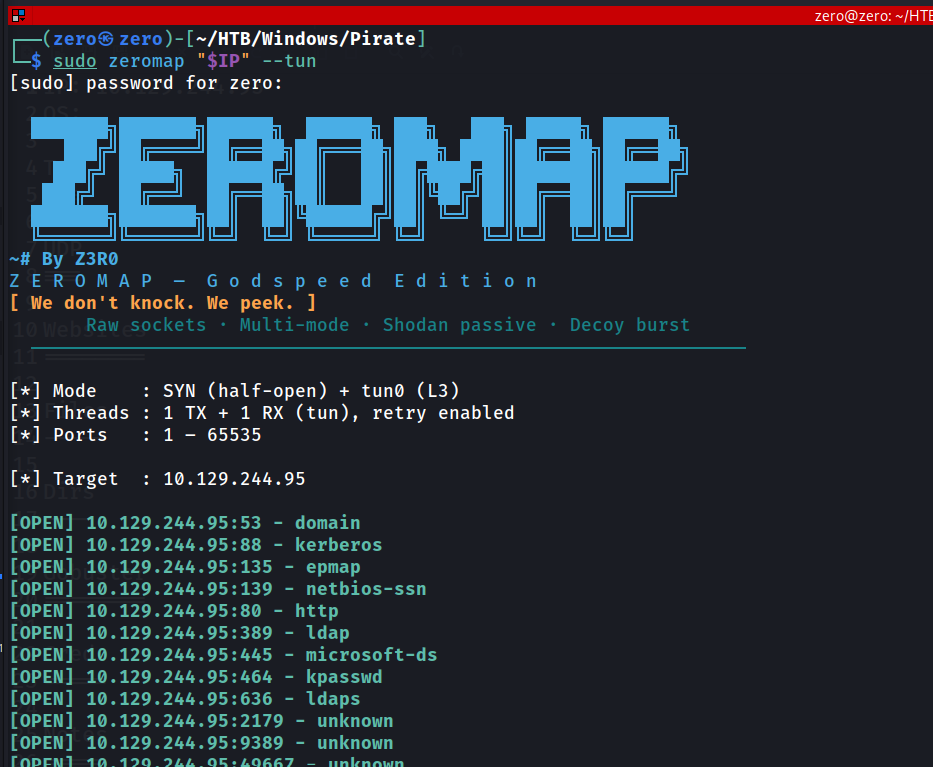 zero@zero: ~/HTB
┌──(zero㉿zero)-[~/HTB/Windows/Pirate]
└─$ sudo zeromap "$IP" --tun
[sudo] password for zero:
ZEROMAP
~# By Z3R0
Z E R O M A P — G o d s p e e d E d i t i o n
[ We don't knock. We peek. ]
Raw sockets · Multi-mode · Shodan passive · Decoy burst
[*] Mode : SYN (half-open) + tun0 (L3)
[*] Threads : 1 TX + 1 RX (tun), retry enabled
[*] Ports : 1 – 65535
[*] Target : 10.129.244.95
[OPEN] 10.129.244.95:53 - domain
[OPEN] 10.129.244.95:88 - kerberos
[OPEN] 10.129.244.95:135 - epmap
[OPEN] 10.129.244.95:139 - netbios-ssn
[OPEN] 10.129.244.95:80 - http
[OPEN] 10.129.244.95:389 - ldap
[OPEN] 10.129.244.95:445 - microsoft-ds
[OPEN] 10.129.244.95:464 - kpasswd
[OPEN] 10.129.244.95:636 - ldaps
[OPEN] 10.129.244.95:2179 - unknown
[OPEN] 10.129.244.95:9389 - unknown
[OPEN] 10.129.244.95:49667 - unknown